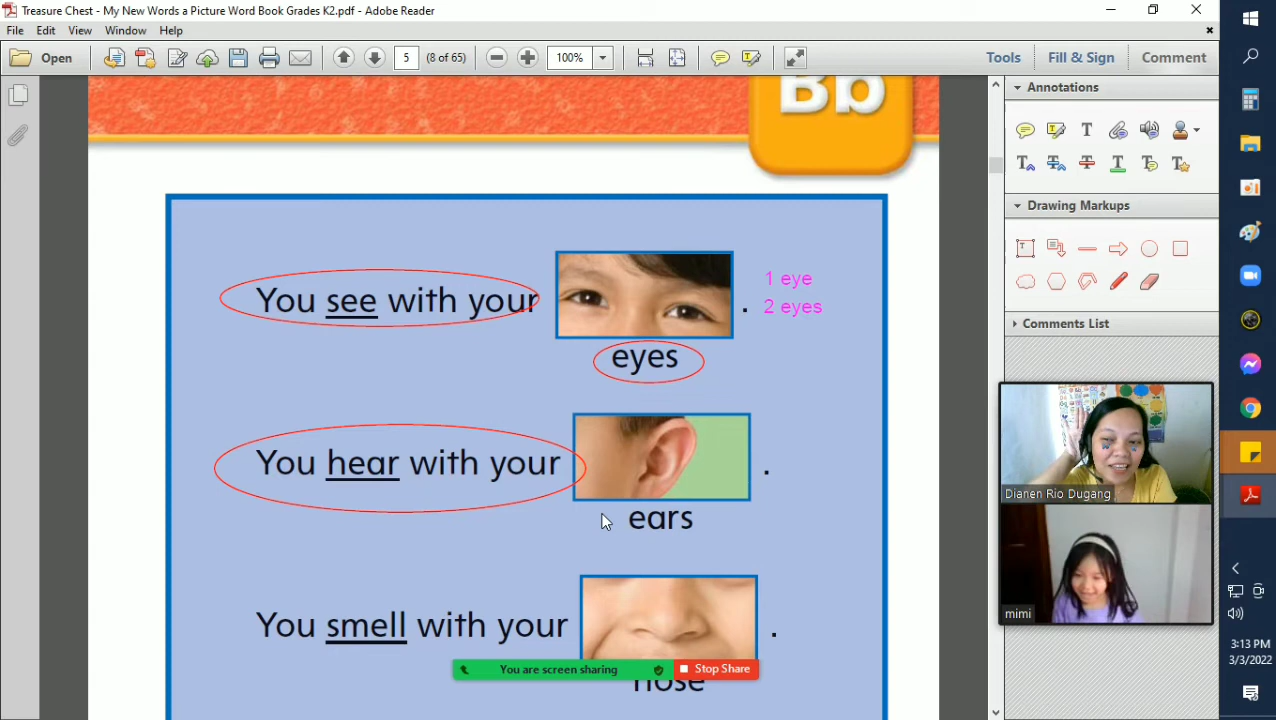 Treasure Chest - My New Words a Picture Word Book Grades K2.pdf - Adobe Reader
File Edit View Window Help
Open 5 (8 of 65) 100% Tools Fill & Sign Comment
Bb
You see with your .
1 eye
2 eyes
eyes
You hear with your .
ears
You smell with your .
nose
You are screen sharing Stop Share
Annotations
Drawing Markups
Comments List
Dianen Rio Dugang
mimi
3:13 PM
3/3/2022